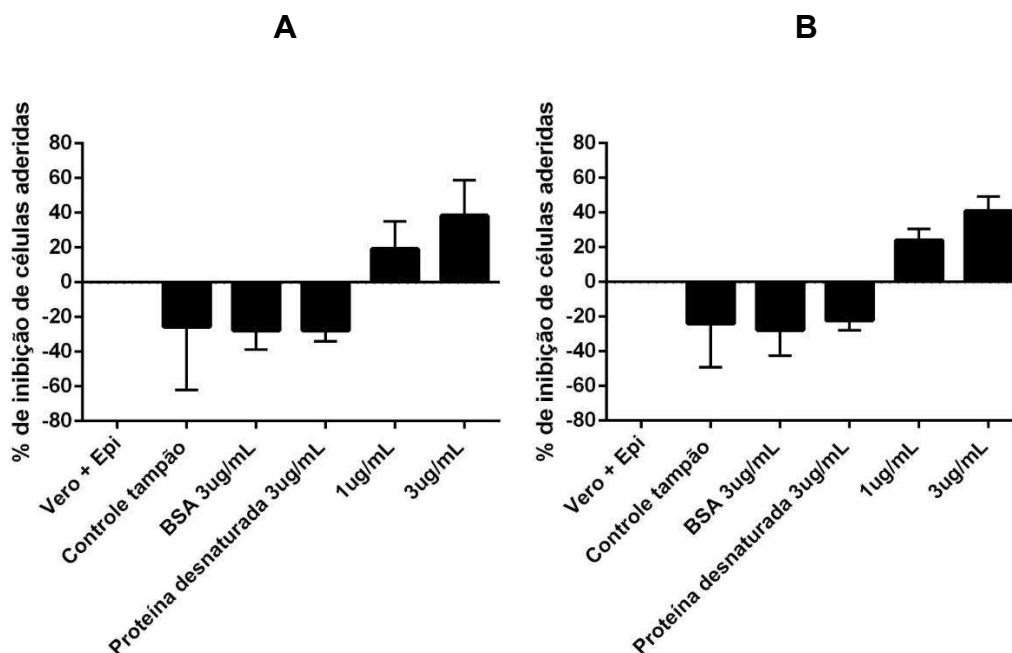 A
% de inibição de células aderidas
80
60
40
20
0
-20
-40
-60
-80
Vero + Epi
Controle tampão
BSA 3ug/mL
Proteína desnaturada 3ug/mL
1ug/mL
3ug/mL
B
% de inibição de células aderidas
80
60
40
20
0
-20
-40
-60
-80
Vero + Epi
Controle tampão
BSA 3ug/mL
Proteína desnaturada 3ug/mL
1ug/mL
3ug/mL